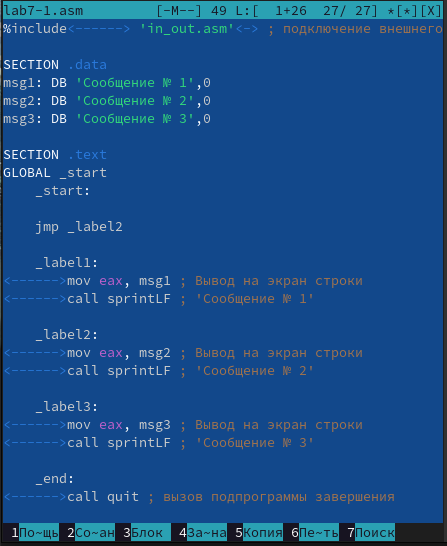 lab7-1.asm [-M--] 49 L:[ 1+26 27/ 27] *[*][X]
%include<------> 'in_out.asm'<-> ; подключение внешнего
SECTION .data
msg1: DB 'Сообщение № 1',0
msg2: DB 'Сообщение № 2',0
msg3: DB 'Сообщение № 3',0
SECTION .text
GLOBAL _start
_start:
jmp _label2
_label1:
<------>mov eax, msg1 ; Вывод на экран строки
<------>call sprintLF ; 'Сообщение № 1'
_label2:
<------>mov eax, msg2 ; Вывод на экран строки
<------>call sprintLF ; 'Сообщение № 2'
_label3:
<------>mov eax, msg3 ; Вывод на экран строки
<------>call sprintLF ; 'Сообщение № 3'
_end:
<------>call quit ; вызов подпрограммы завершения
1По~щь 2Со~ан 3Блок 4За~на 5Копия 6Пе~ть 7Поиск